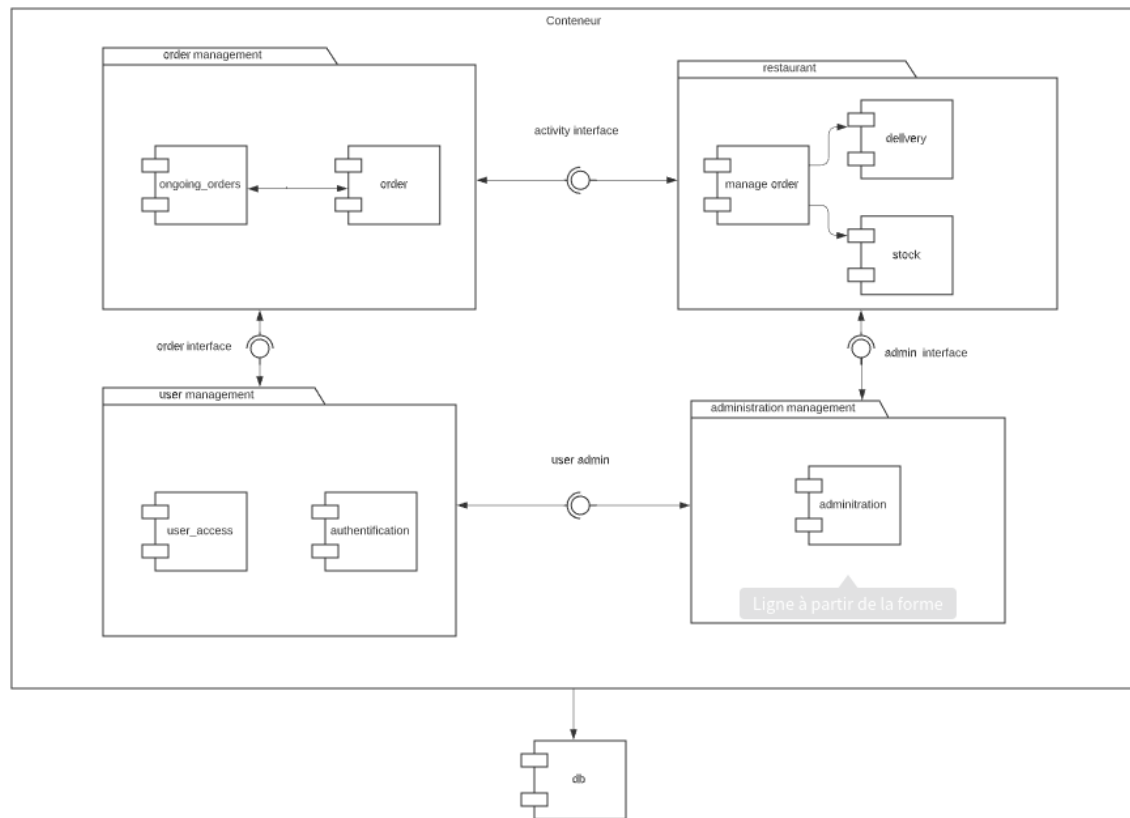 Conteneur
order management
restaurant
activity interface
delivery
ongoing_orders
order
manage order
stock
order interface
admin interface
user management
administration management
user admin
user_access
authentification
adminitration
Ligne à partir de la forme
db